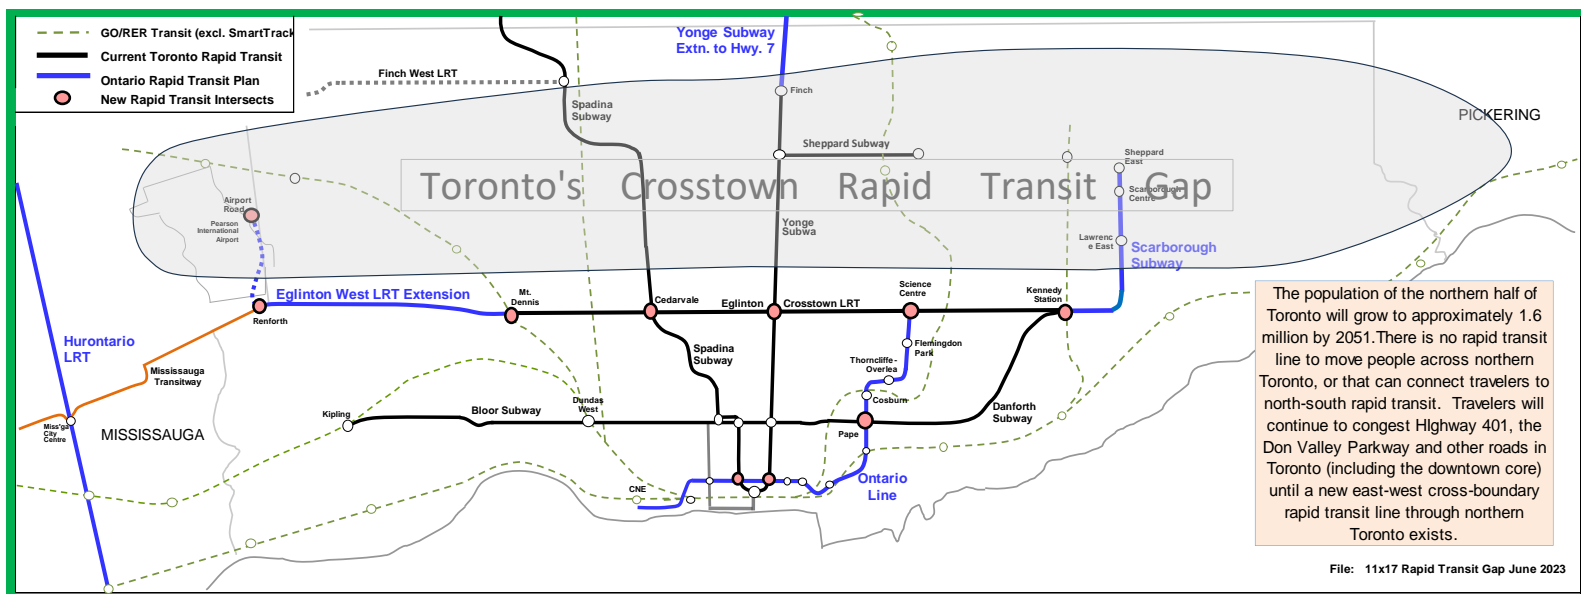 GO/RER Transit (excl. SmartTrack
Current Toronto Rapid Transit
Ontario Rapid Transit Plan
New Rapid Transit Intersects
Finch West LRT
Spadina
Subway
Yonge Subway
Extn. to Hwy. 7
Finch
Sheppard Subway
PICKERING
Sheppard
East
Scarborough
Centre
Toronto's Crosstown Rapid Transit Gap
Airport
Road
Pearson
International
Airport
Yonge
Subwa
Lawrenc
e East
Scarborough
Subway
Eglinton West LRT Extension
Renforth
Mt.
Dennis
Cedarvale
Eglinton
Crosstown LRT
Science
Centre
Kennedy
Station
Hurontario
LRT
Mississauga
Transitway
Spadina
Subway
Flemingdon
Park
Thorncliffe-
Overlea
Cosburn
Miss'ga
City
Centre
MISSISSAUGA
Kipling
Bloor Subway
Dundas
West
Pape
Danforth
Subway
CNE
Ontario
Line
The population of the northern half of
Toronto will grow to approximately 1.6
million by 2051.There is no rapid transit
line to move people across northern
Toronto, or that can connect travelers to
north-south rapid transit. Travelers will
continue to congest HIghway 401, the
Don Valley Parkway and other roads in
Toronto (including the downtown core)
until a new east-west cross-boundary
rapid transit line through northern
Toronto exists.
File: 11x17 Rapid Transit Gap June 2023